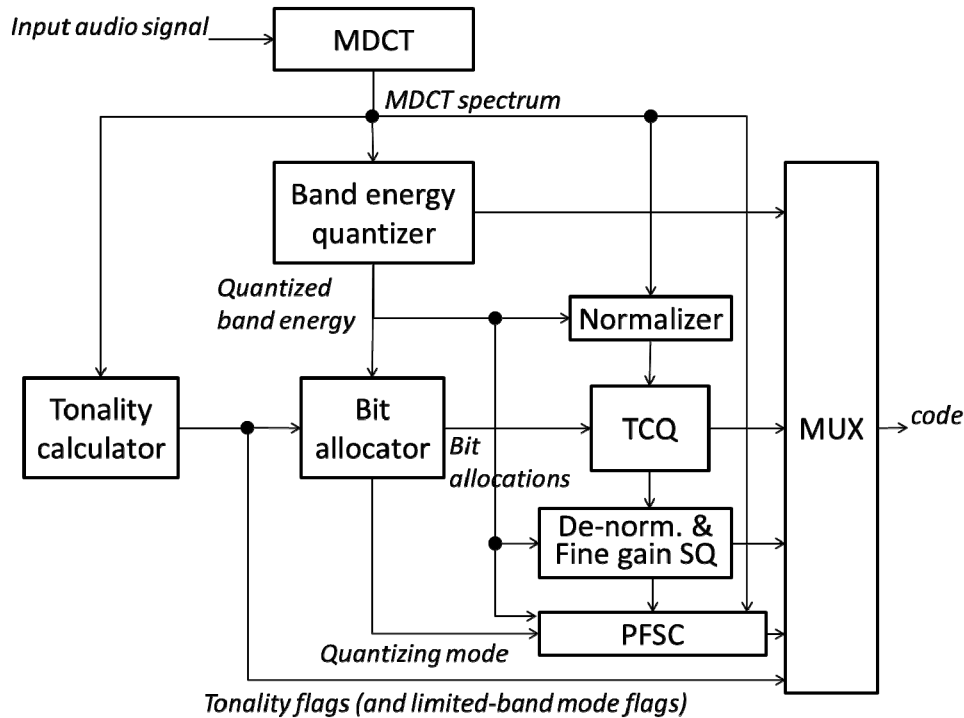 Input audio signal
MDCT
MDCT spectrum
Band energy
quantizer
Quantized
band energy
Normalizer
Tonality
calculator
Bit
allocator
Bit
allocations
TCQ
MUX
code
De-norm. &
Fine gain SQ
PFSC
Quantizing mode
Tonality flags (and limited-band mode flags)